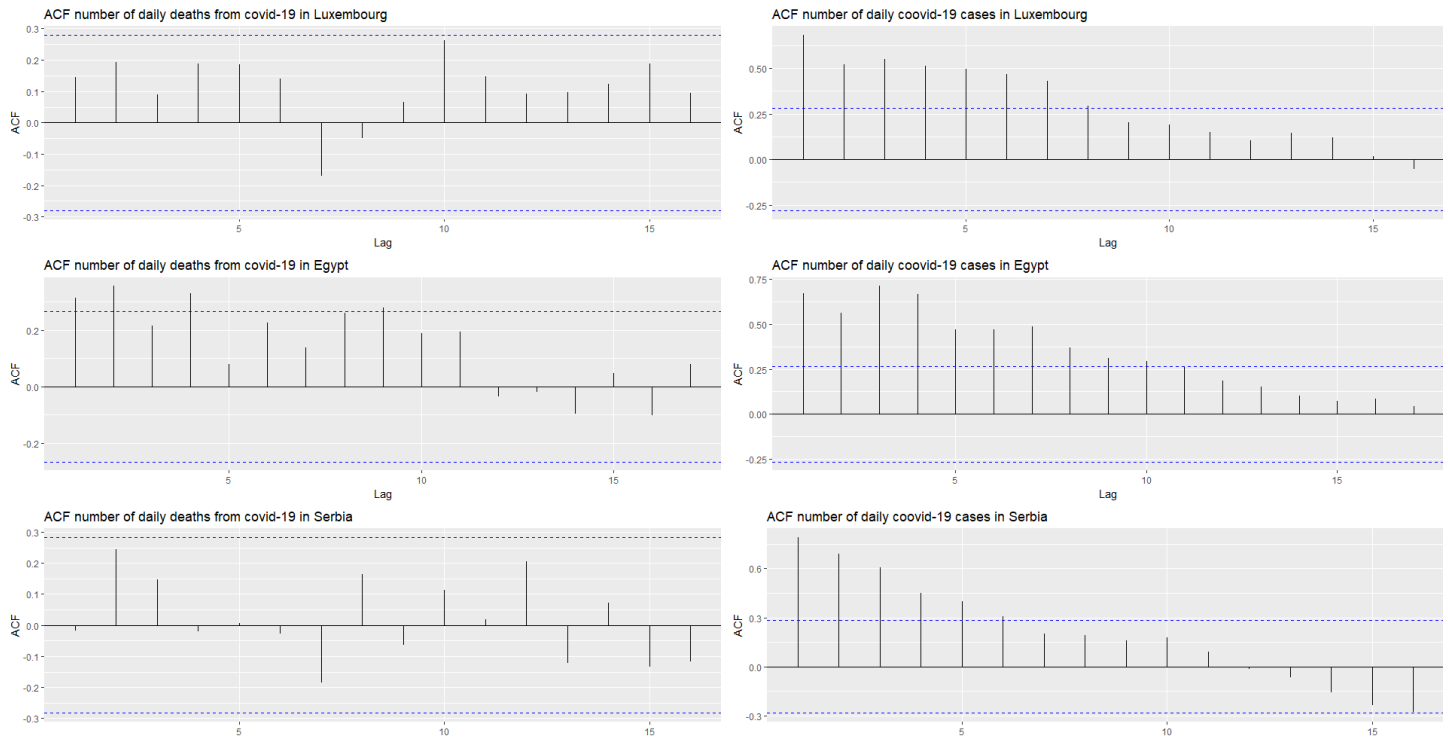 ACF number of daily deaths from covid-19 in Luxembourg
0.3
0.2
0.1
0.0
-0.1
-0.2
-0.3
ACF
5
10
15
Lag
ACF number of daily coovid-19 cases in Luxembourg
0.50
0.25
0.00
-0.25
ACF
5
10
15
Lag
ACF number of daily deaths from covid-19 in Egypt
0.2
0.0
-0.2
ACF
5
10
15
Lag
ACF number of daily coovid-19 cases in Egypt
0.75
0.50
0.25
0.00
-0.25
ACF
5
10
15
Lag
ACF number of daily deaths from covid-19 in Serbia
0.3
0.2
0.1
0.0
-0.1
-0.2
-0.3
ACF
5
10
15
Lag
ACF number of daily coovid-19 cases in Serbia
0.6
0.3
0.0
-0.3
ACF
5
10
15
Lag